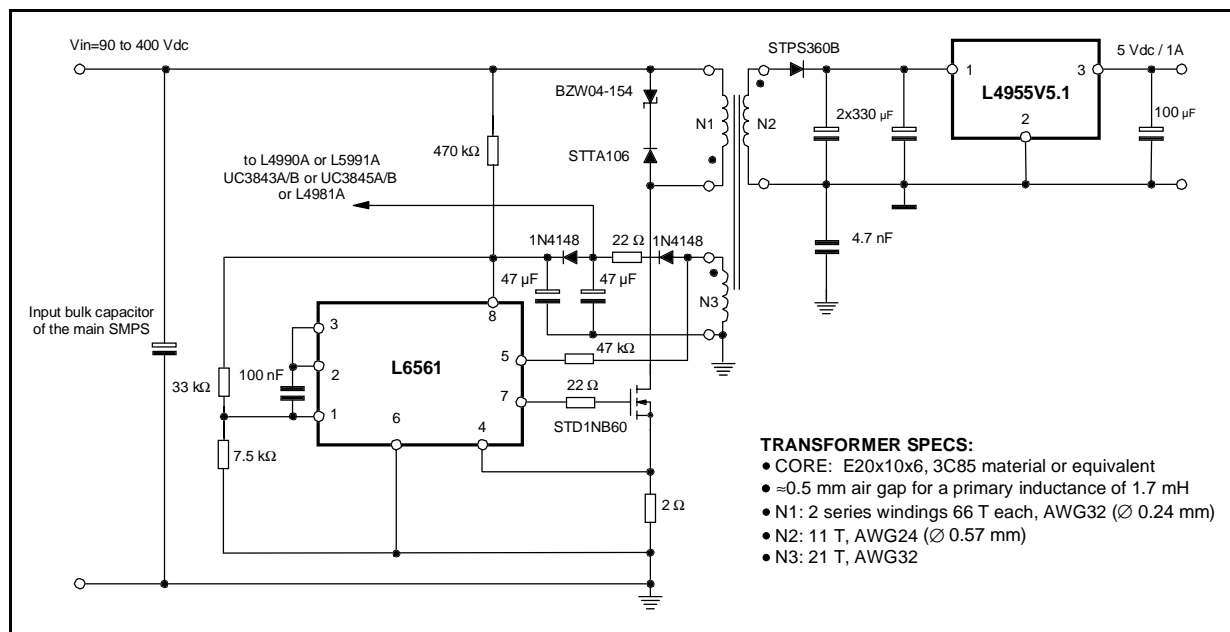 Vin=90 to 400 Vdc
STPS360B
5 Vdc / 1A
BZW04-154
1
3
L4955V5.1
N1
N2
2x330 µF
2
100 µF
470 kΩ
STTA106
to L4990A or L5991A
UC3843A/B or UC3845A/B
or L4981A
1N4148
22 Ω
1N4148
4.7 nF
47 µF
47 µF
N3
Input bulk capacitor
of the main SMPS
8
3
47 kΩ
5
L6561
2
100 nF
22 Ω
33 kΩ
7
1
6
4
STD1NB60
7.5 kΩ
2 Ω
TRANSFORMER SPECS:
• CORE: E20x10x6, 3C85 material or equivalent
• ≈0.5 mm air gap for a primary inductance of 1.7 mH
• N1: 2 series windings 66 T each, AWG32 (∅ 0.24 mm)
• N2: 11 T, AWG24 (∅ 0.57 mm)
• N3: 21 T, AWG32